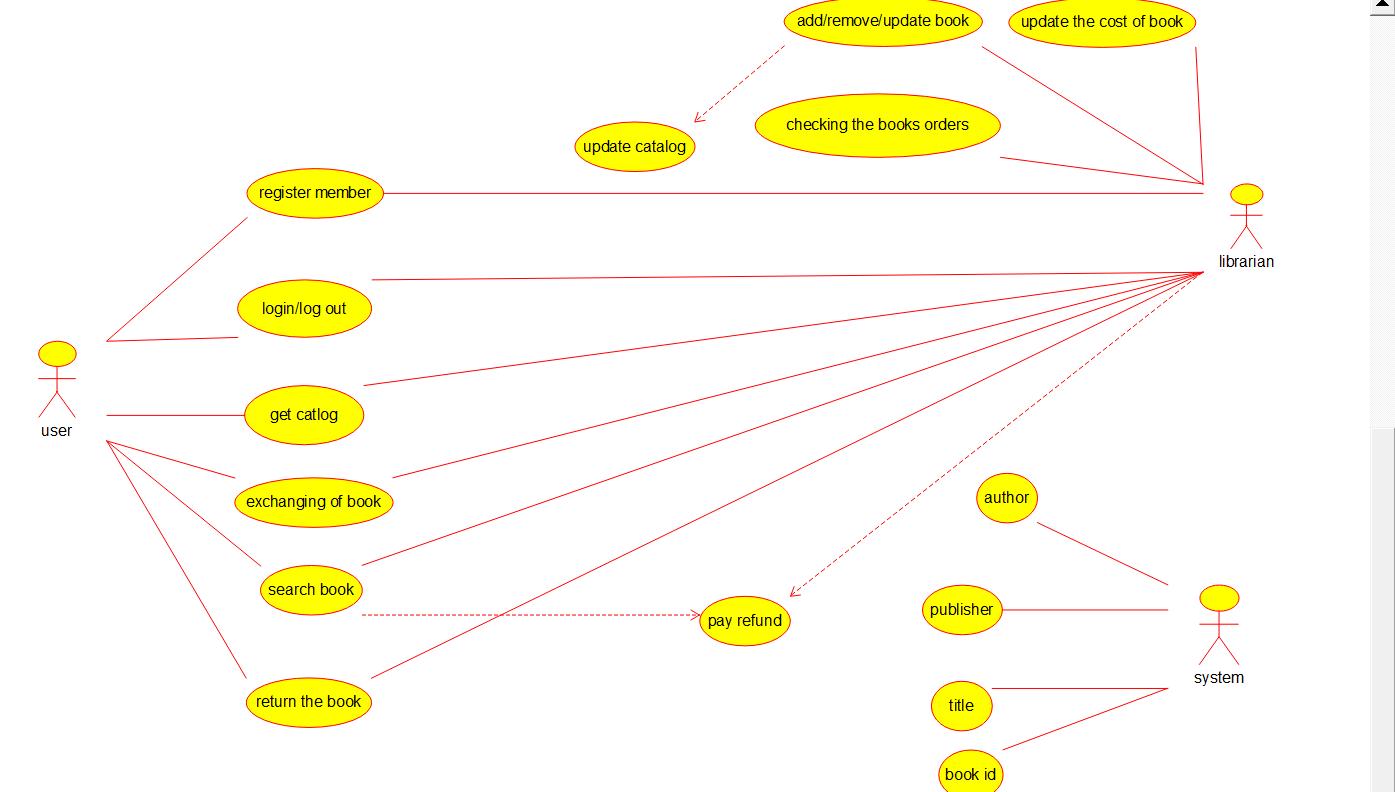 add/remove/update book
update the cost of book
checking the books orders
update catalog
register member
librarian
login/log out
get catlog
user
exchanging of book
author
search book
publisher
pay refund
system
return the book
title
book id